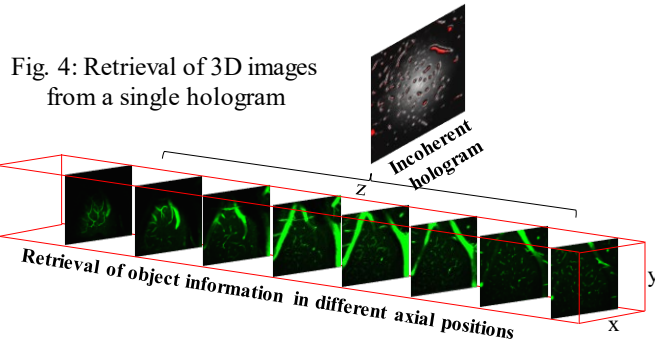 Fig. 4: Retrieval of 3D images
from a single hologram
Incoherent
hologram
z
y
x
Retrieval of object information in different axial positions